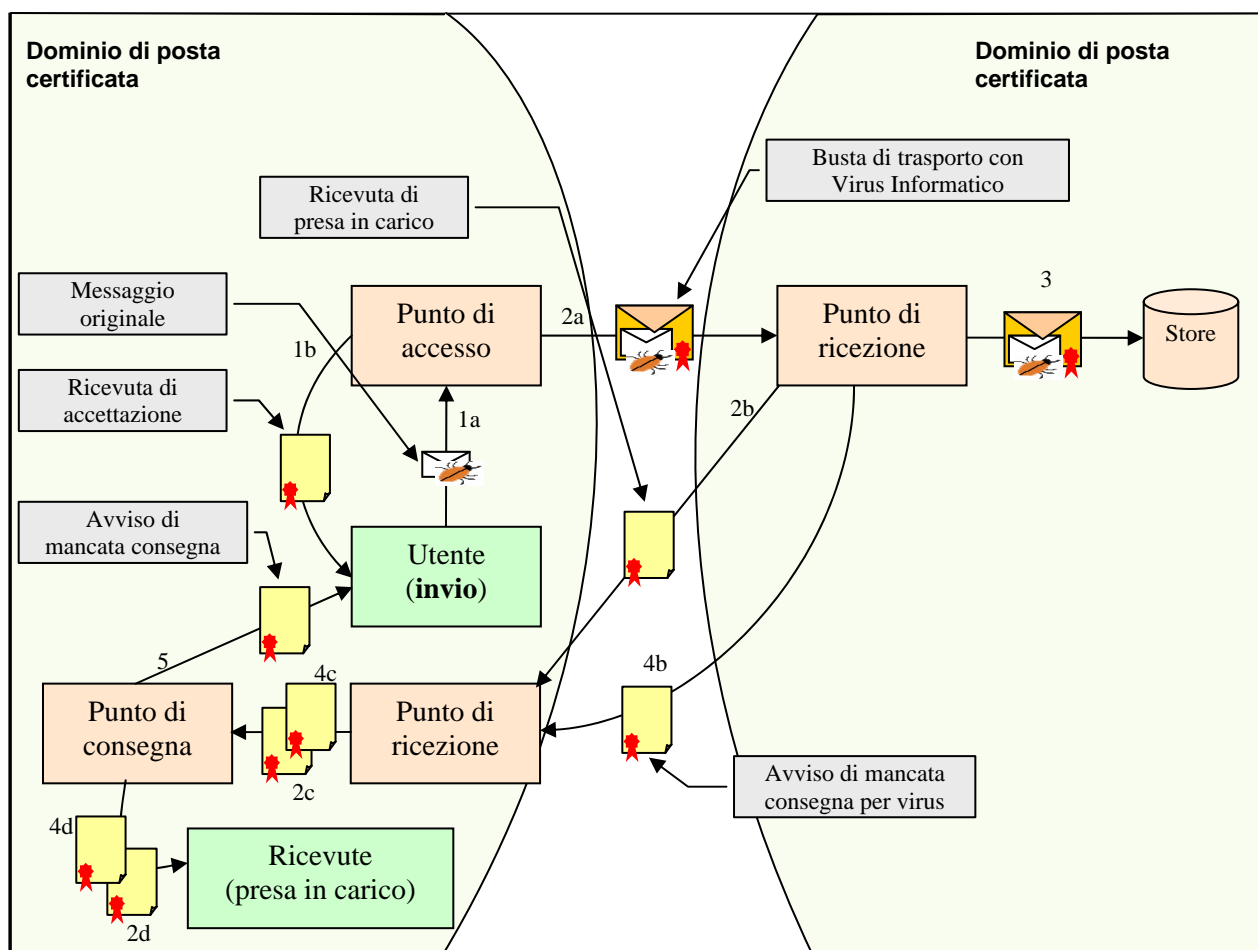 Dominio di posta
certificata
Dominio di posta
certificata
Busta di trasporto con
Virus Informatico
Ricevuta di
presa in carico
Messaggio
originale
Punto di
accesso
2a
Punto di
ricezione
3
Store
1b
Ricevuta di
accettazione
1a
2b
Avviso di
mancata consegna
Utente
(invio)
5
4c
4b
Punto di
consegna
Punto di
ricezione
2c
Avviso di mancata
consegna per virus
4d
Ricevute
(presa in carico)
2d